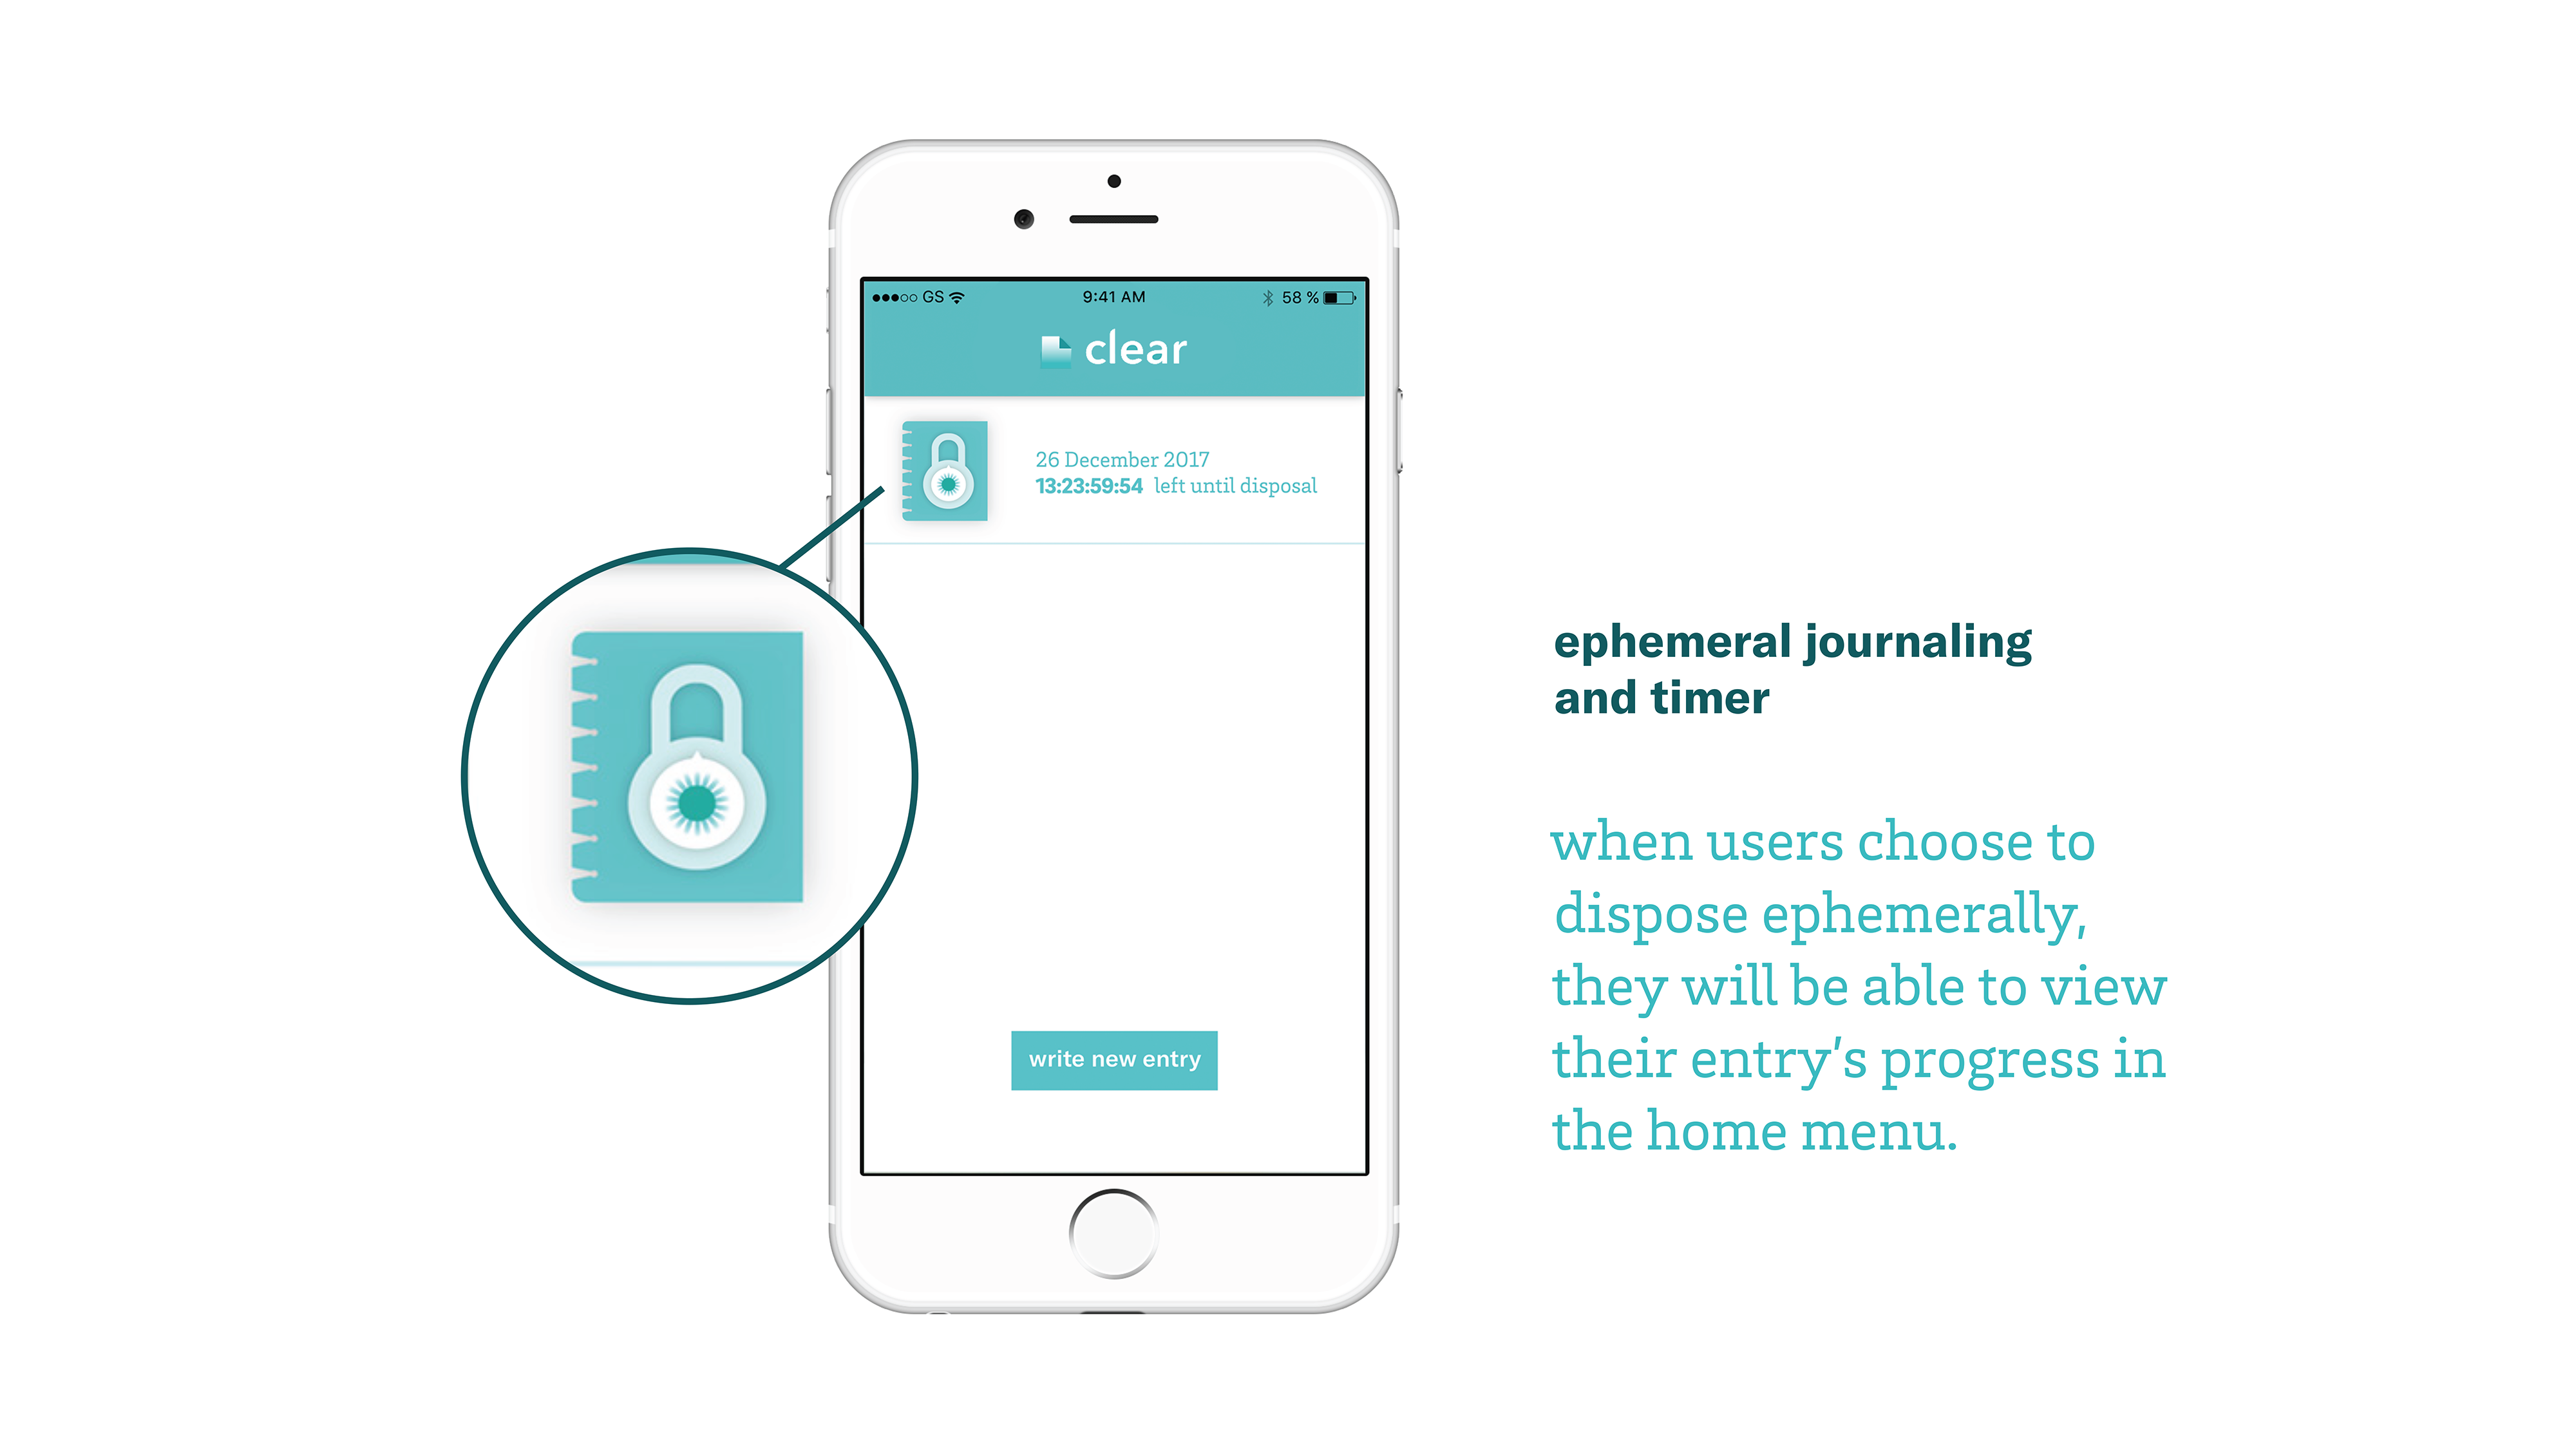 GS 9:41 AM 58 %
clear
26 December 2017
13:23:59:54 left until disposal
write new entry
ephemeral journaling
and timer
when users choose to
dispose ephemerally,
they will be able to view
their entry’s progress in
the home menu.